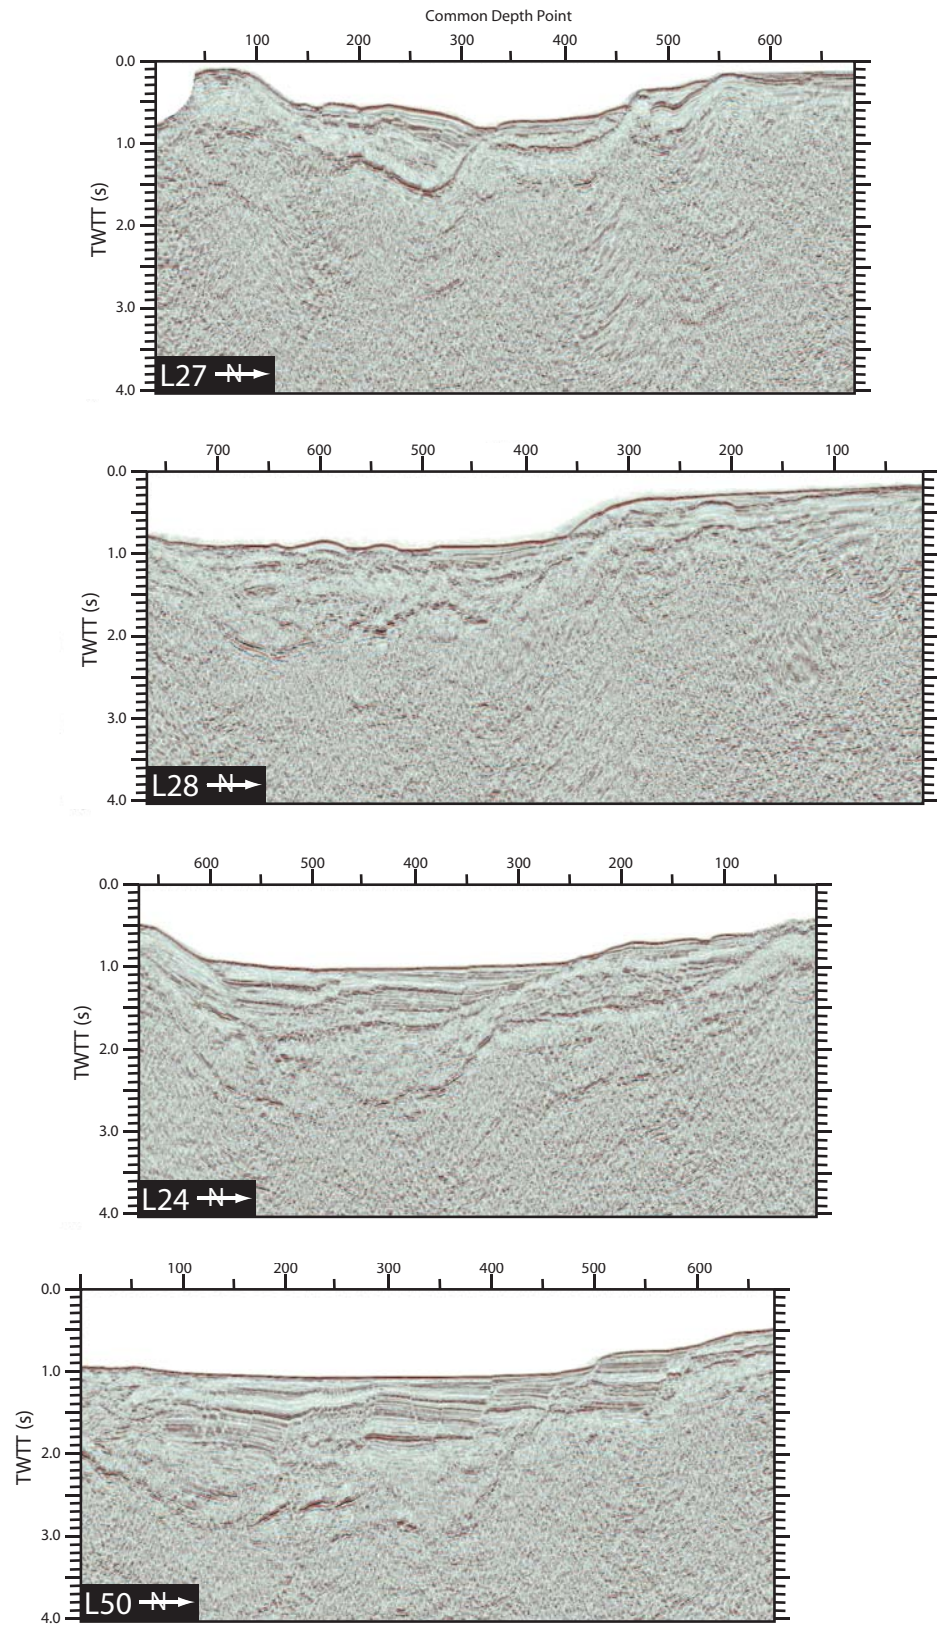 Common Depth Point
100 200 300 400 500 600
0.0
1.0
TWTT (s)
2.0
3.0
L27 N
4.0
700 600 500 400 300 200 100
0.0
1.0
TWTT (s)
2.0
3.0
L28 N
4.0
600 500 400 300 200 100
0.0
1.0
TWTT (s)
2.0
3.0
L24 N
4.0
100 200 300 400 500 600
0.0
1.0
TWTT (s)
2.0
3.0
L50 N
4.0